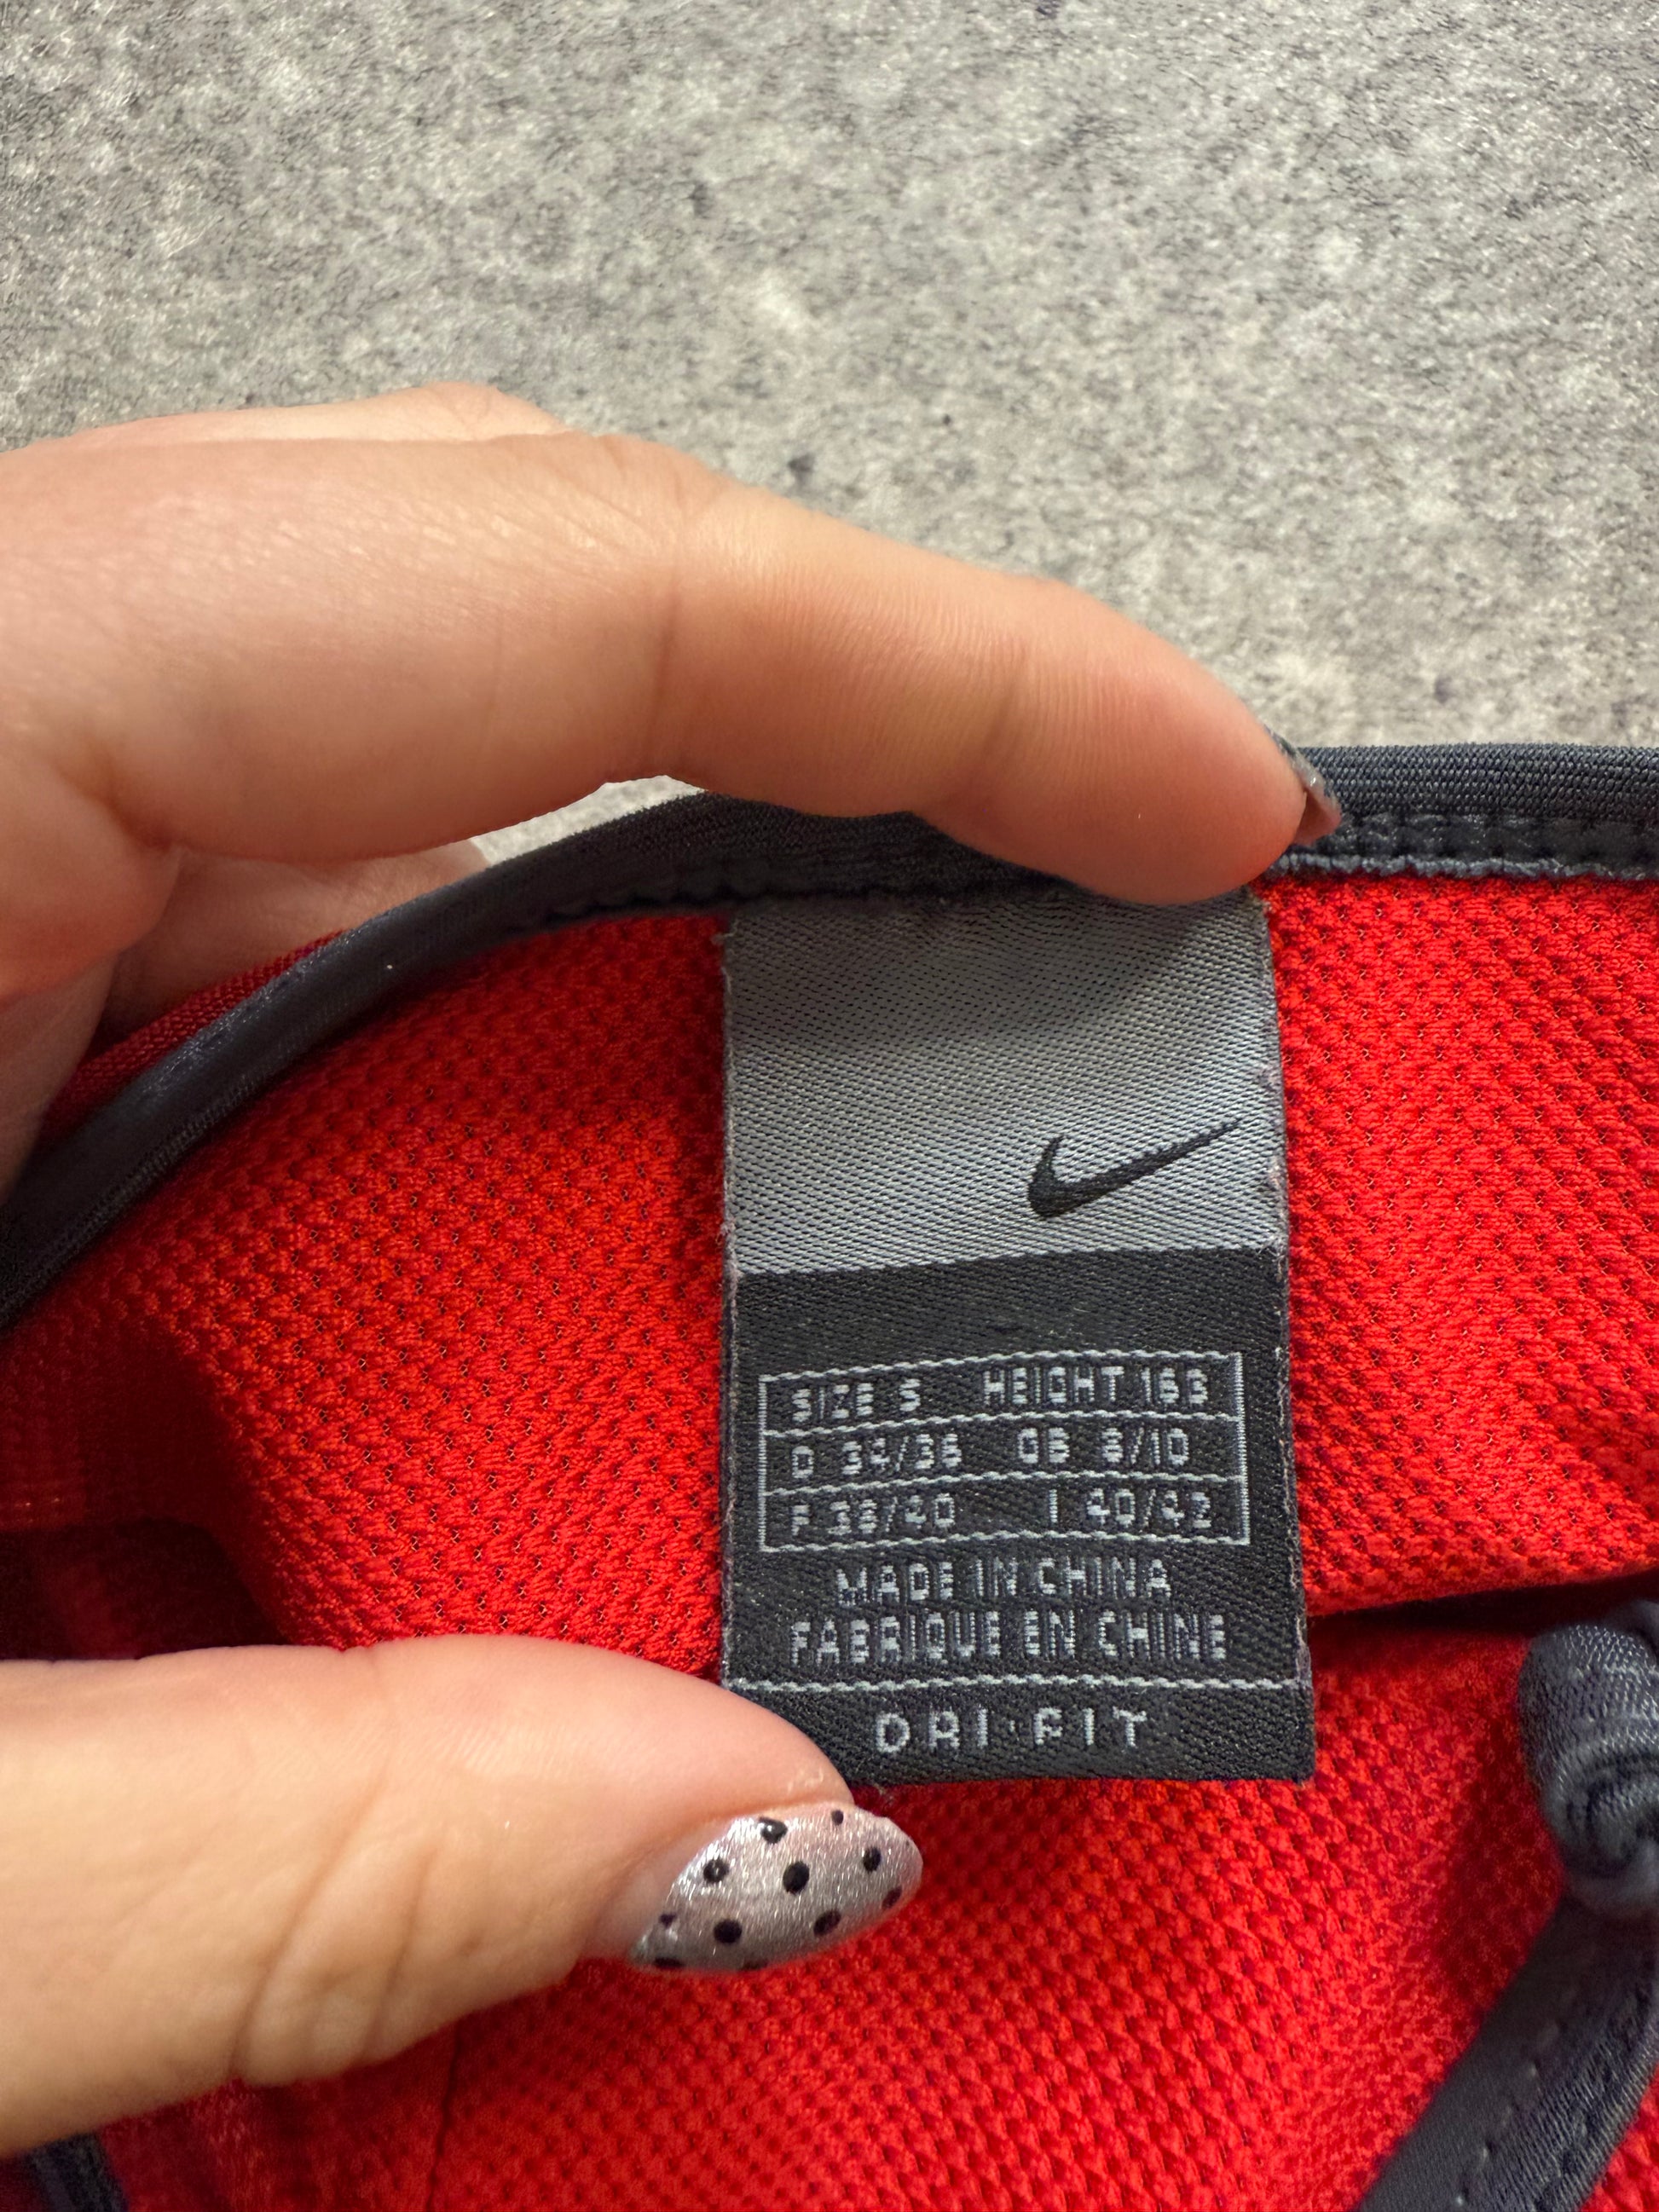 SIZE S HEIGHT 163
D 34/36 GB 8/10
F 38/40 I 40/42
MADE IN CHINA
FABRIQUE EN CHINE
DRI-FIT